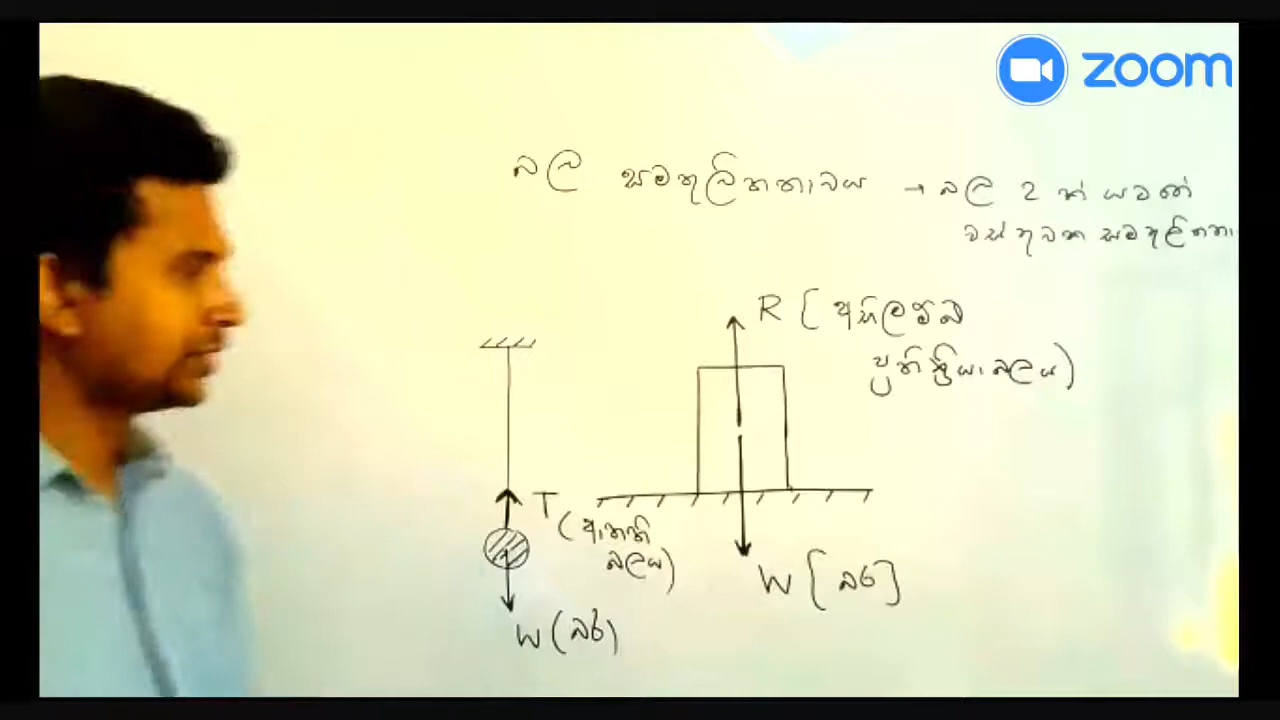 zoom
බල සමතුලිතතාවය → බල 2 ක් යටතේ
වස්තුවක සමතුලිතතා
R [අභිලම්බ
ප්‍රතික්‍රියා බලය)
T (ආතති
බලය)
W [බර]
W (බර)